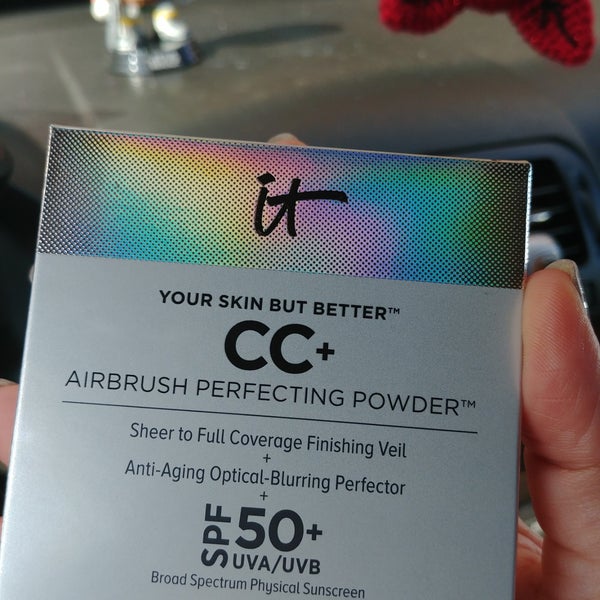 it
YOUR SKIN BUT BETTER™
CC+
AIRBRUSH PERFECTING POWDER™
Sheer to Full Coverage Finishing Veil
+
Anti-Aging Optical-Blurring Perfector
+
SPF 50+
UVA/UVB
Broad Spectrum Physical Sunscreen